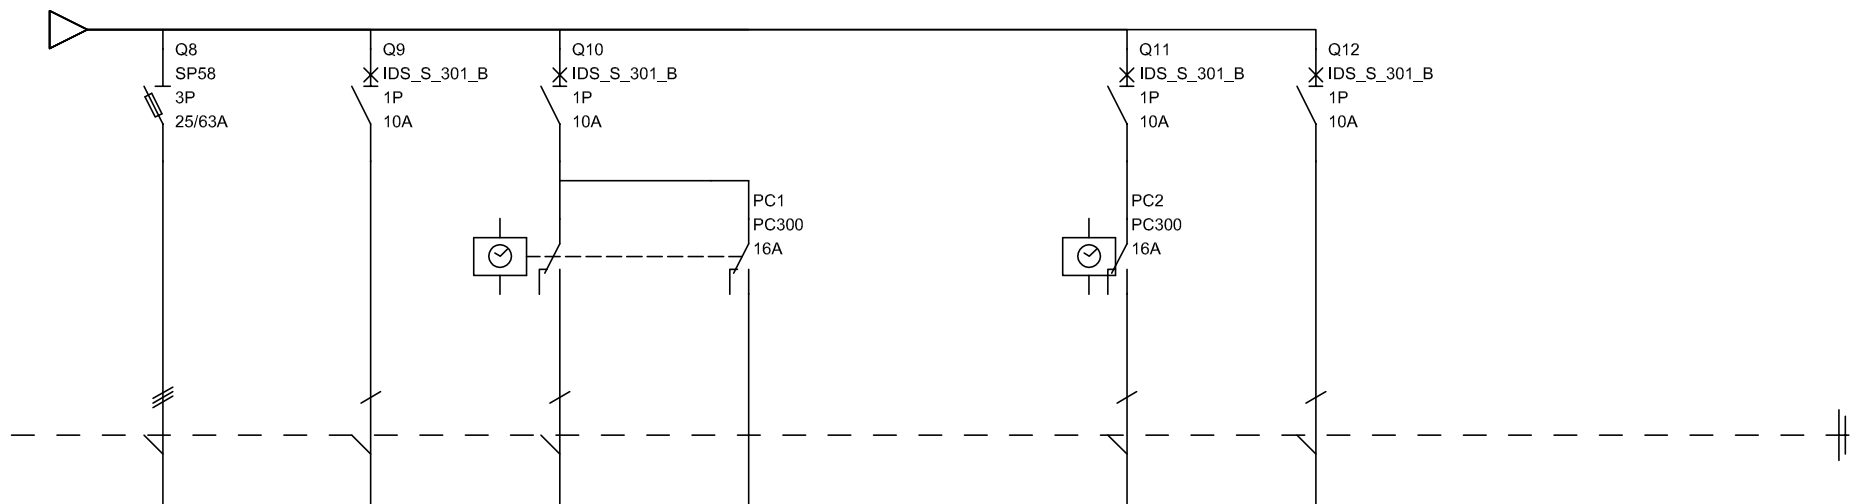 Q8
SP58
3P
25/63A
Q9
IDS_S_301_B
1P
10A
Q10
IDS_S_301_B
1P
10A
PC1
PC300
16A
Q11
IDS_S_301_B
1P
10A
PC2
PC300
16A
Q12
IDS_S_301_B
1P
10A